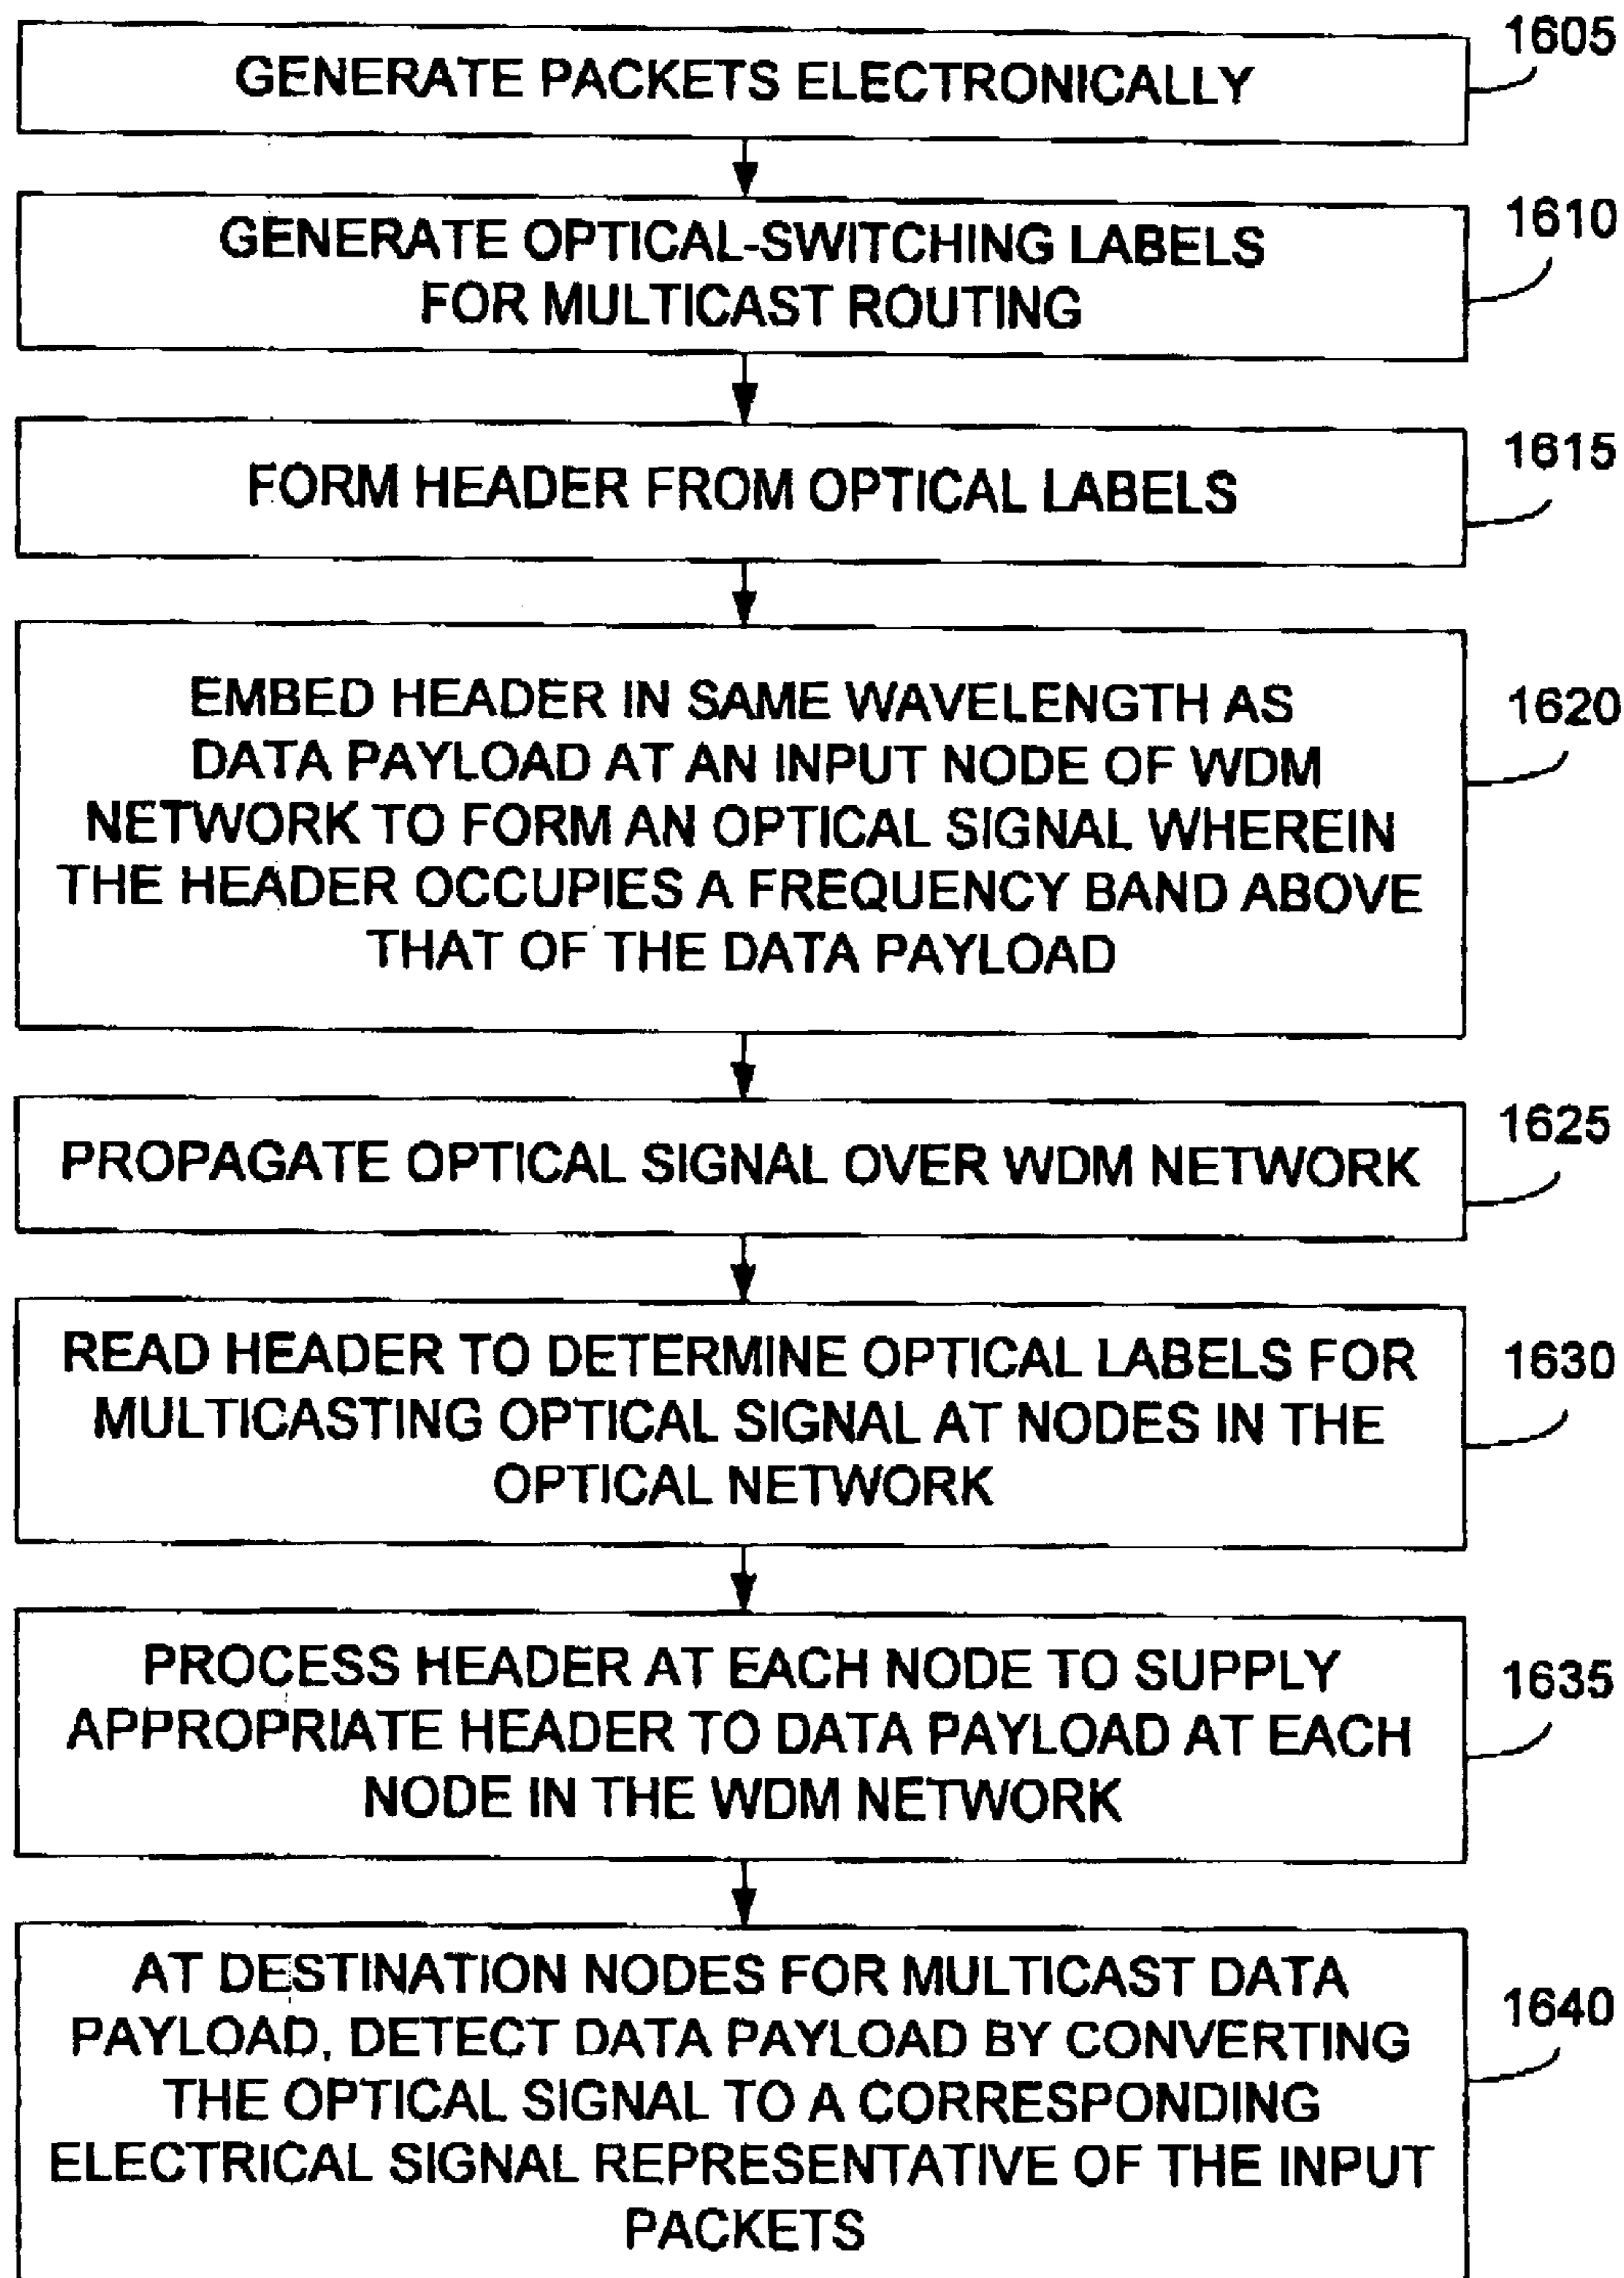 GENERATE PACKETS ELECTRONICALLY
1605
GENERATE OPTICAL-SWITCHING LABELS
FOR MULTICAST ROUTING
1610
FORM HEADER FROM OPTICAL LABELS
1615
EMBED HEADER IN SAME WAVELENGTH AS
DATA PAYLOAD AT AN INPUT NODE OF WDM
NETWORK TO FORM AN OPTICAL SIGNAL WHEREIN
THE HEADER OCCUPIES A FREQUENCY BAND ABOVE
THAT OF THE DATA PAYLOAD
1620
PROPAGATE OPTICAL SIGNAL OVER WDM NETWORK
1625
READ HEADER TO DETERMINE OPTICAL LABELS FOR
MULTICASTING OPTICAL SIGNAL AT NODES IN THE
OPTICAL NETWORK
1630
PROCESS HEADER AT EACH NODE TO SUPPLY
APPROPRIATE HEADER TO DATA PAYLOAD AT EACH
NODE IN THE WDM NETWORK
1635
AT DESTINATION NODES FOR MULTICAST DATA
PAYLOAD, DETECT DATA PAYLOAD BY CONVERTING
THE OPTICAL SIGNAL TO A CORRESPONDING
ELECTRICAL SIGNAL REPRESENTATIVE OF THE INPUT
PACKETS
1640